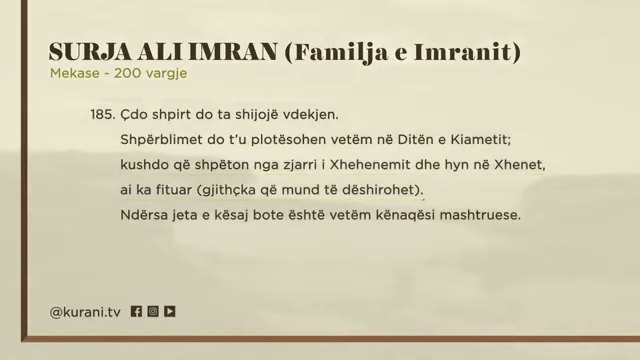 SURJA ALI IMRAN (Familja e Imranit)
Mekase - 200 vargje
185. Çdo shpirt do ta shijojë vdekjen.
Shpërblimet do t'u plotësohen vetëm në Ditën e Kiametit;
kushdo që shpëton nga zjarri i Xhehenemit dhe hyn në Xhenet,
ai ka fituar (gjithçka që mund të dëshirohet).
Ndërsa jeta e kësaj bote është vetëm kënaqësi mashtruese.
@kurani.tv